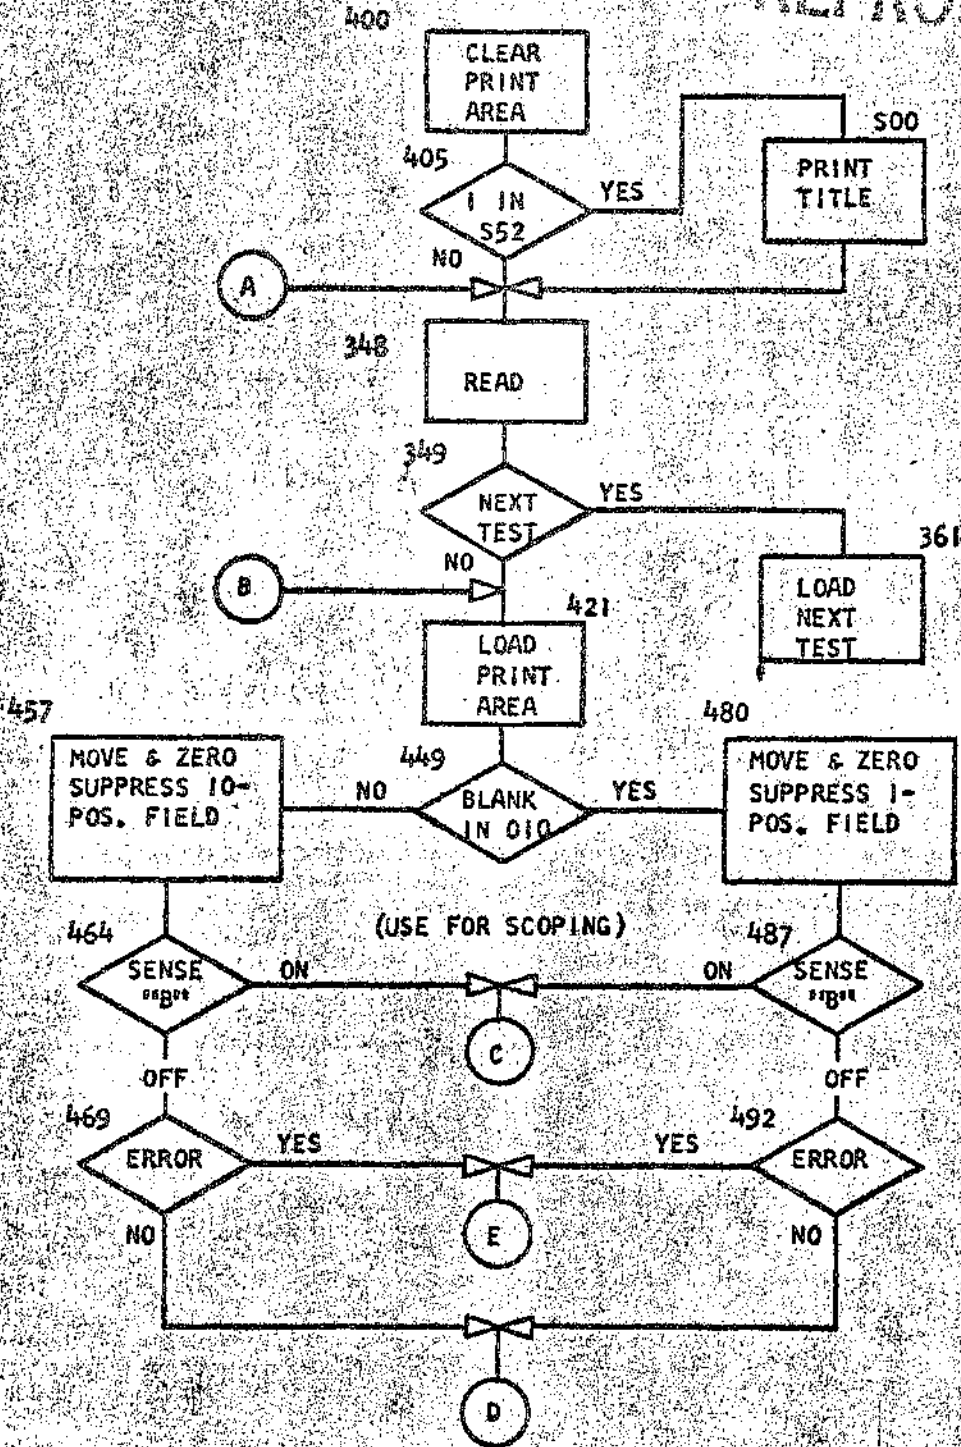 400
CLEAR
PRINT
AREA
405
1 IN
S52
YES
NO
S00
PRINT
TITLE
A
348
READ
349
NEXT
TEST
YES
NO
361
LOAD
NEXT
TEST
B
421
LOAD
PRINT
AREA
457
MOVE & ZERO
SUPPRESS 10-
POS. FIELD
449
NO
BLANK
IN 010
YES
480
MOVE & ZERO
SUPPRESS 1-
POS. FIELD
(USE FOR SCOPING)
464
SENSE
"B"
ON
ON
487
SENSE
"B"
C
OFF
OFF
469
ERROR
YES
YES
492
ERROR
NO
E
NO
D